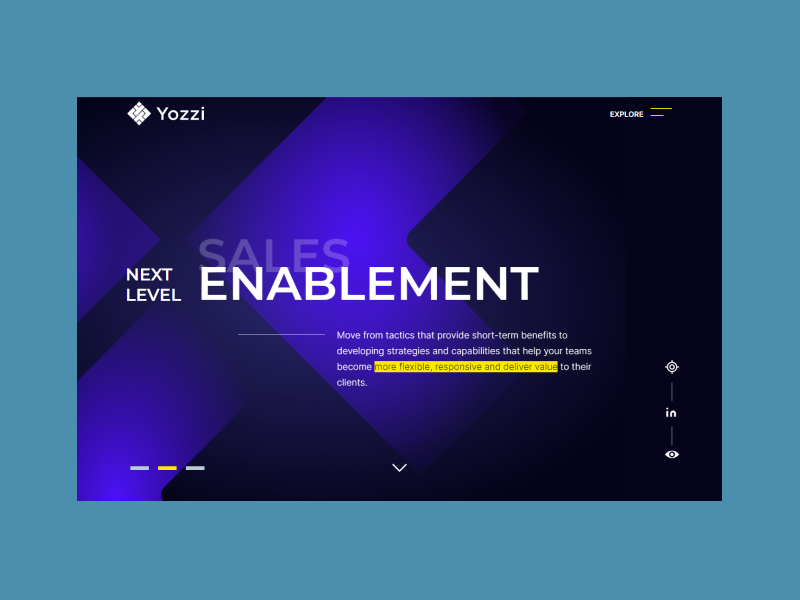 Yozzi
EXPLORE
SALES
NEXT
LEVEL
ENABLEMENT
Move from tactics that provide short-term benefits to
developing strategies and capabilities that help your teams
become more flexible, responsive and deliver value to their
clients.
in